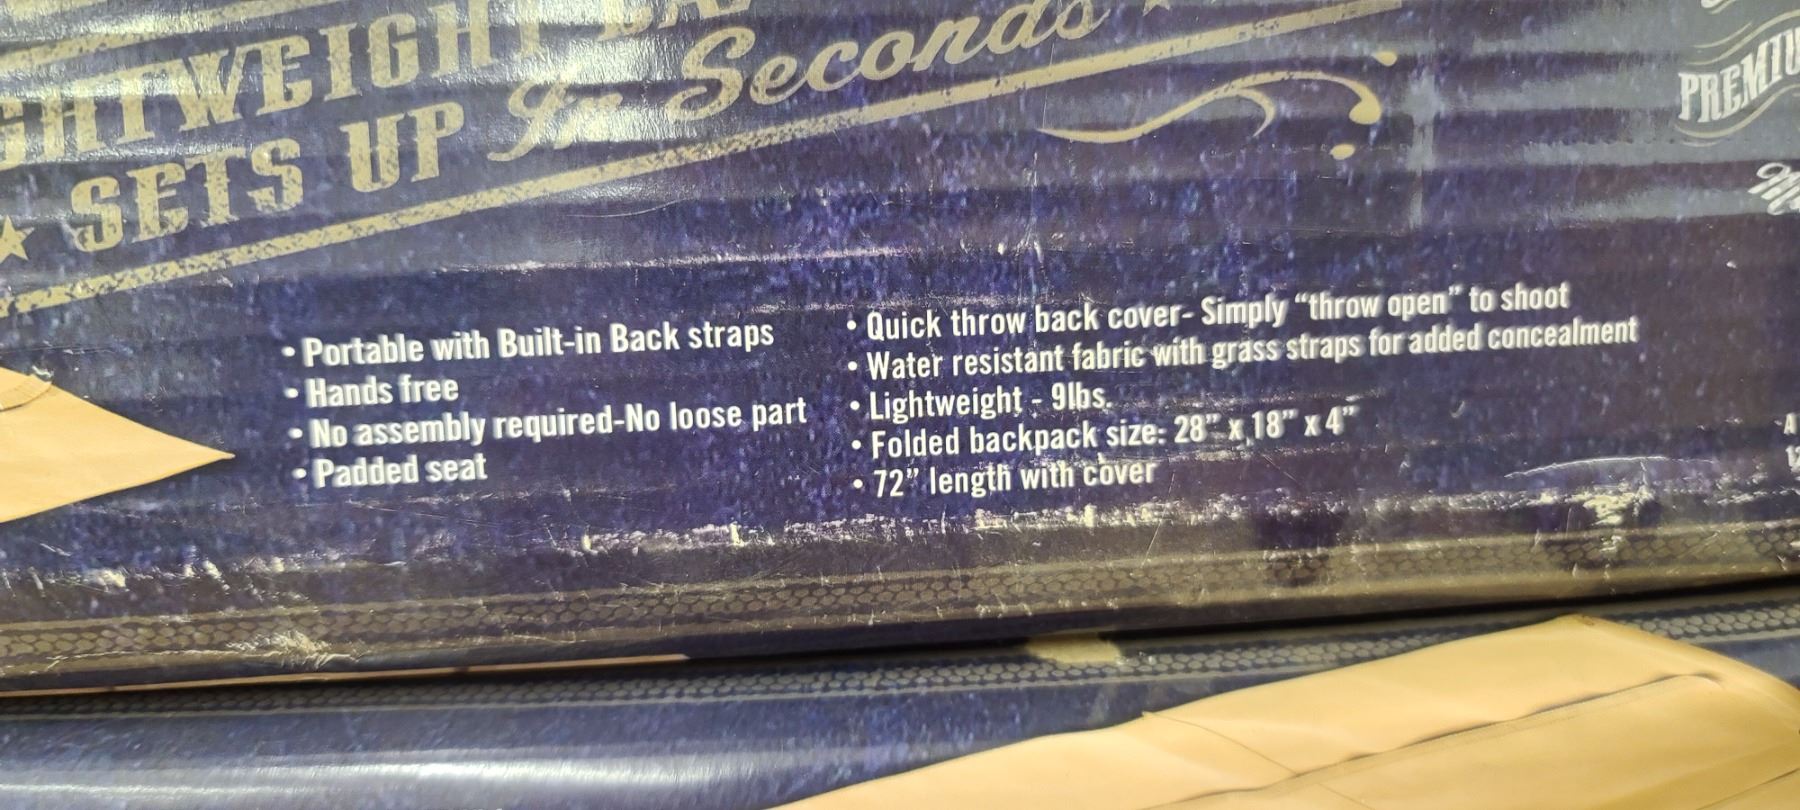 SETS UP In Seconds
• Portable with Built-in Back straps
• Hands free
• No assembly required-No loose part
• Padded seat
• Quick throw back cover- Simply “throw open” to shoot
• Water resistant fabric with grass straps for added concealment
• Lightweight - 9lbs.
• Folded backpack size: 28” x 18” x 4”
• 72” length with cover